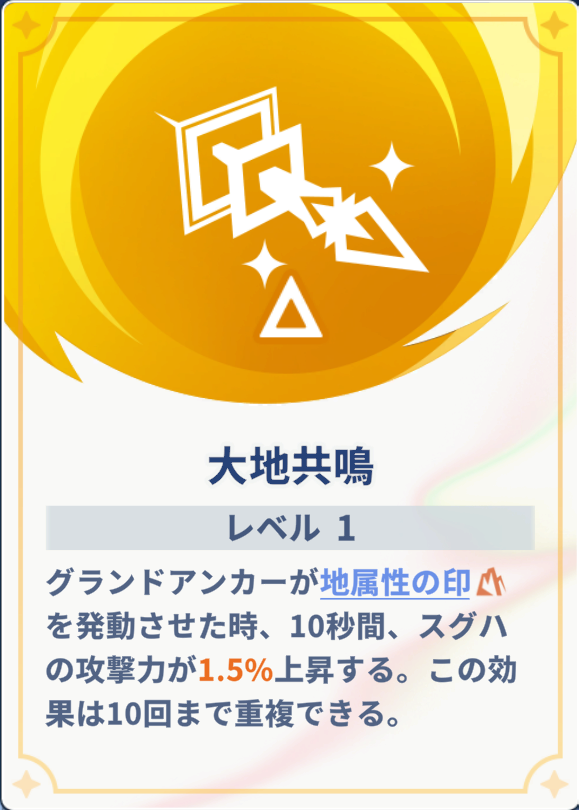 大地共鳴
レベル 1
グランドアンカーが地属性の印
を発動させた時、10秒間、スグハ
の攻撃力が1.5%上昇する。この効
果は10回まで重複できる。